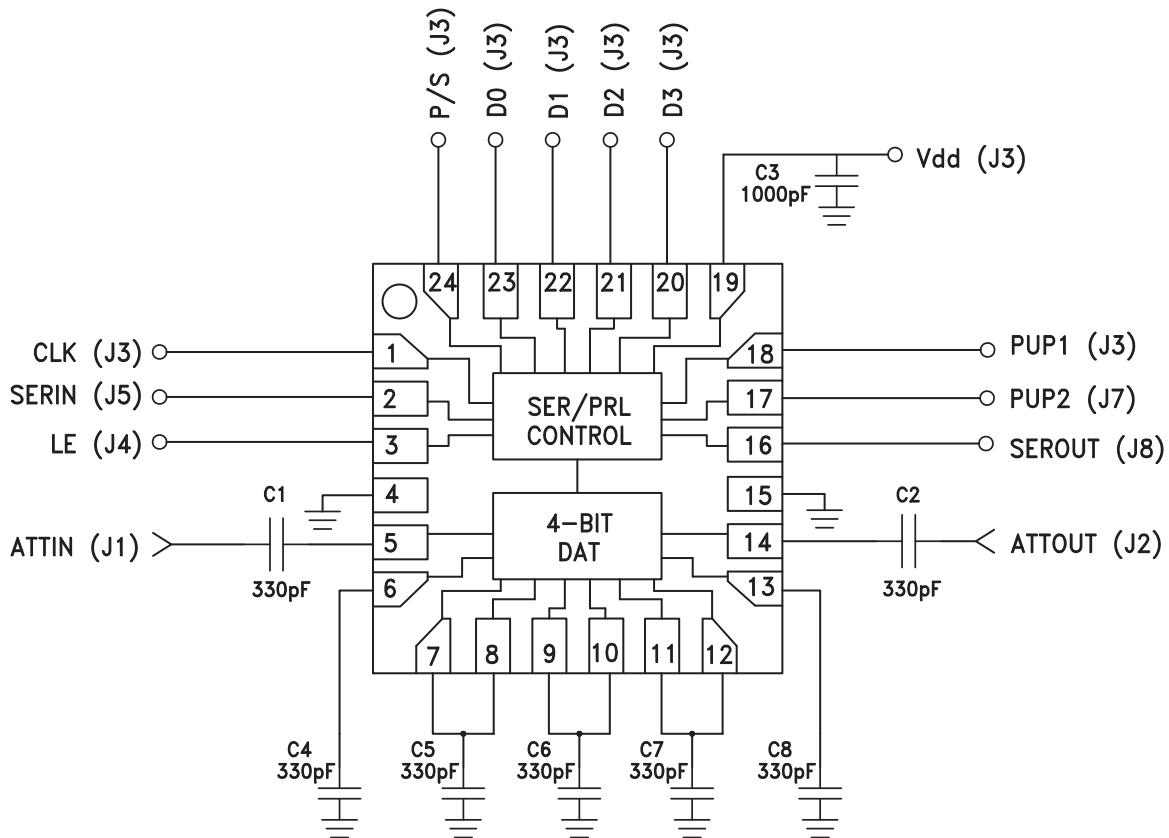 P/S (J3)
D0 (J3)
D1 (J3)
D2 (J3)
D3 (J3)
Vdd (J3)
C3
1000pF
24
23
22
21
20
19
CLK (J3)
1
18
PUP1 (J3)
SERIN (J5)
2
SER/PRL
CONTROL
17
PUP2 (J7)
LE (J4)
3
16
SEROUT (J8)
C1
4
15
C2
ATTIN (J1)
330pF
5
4-BIT
DAT
14
ATTOUT (J2)
330pF
6
13
7
8
9
10
11
12
C4
330pF
C5
330pF
C6
330pF
C7
330pF
C8
330pF